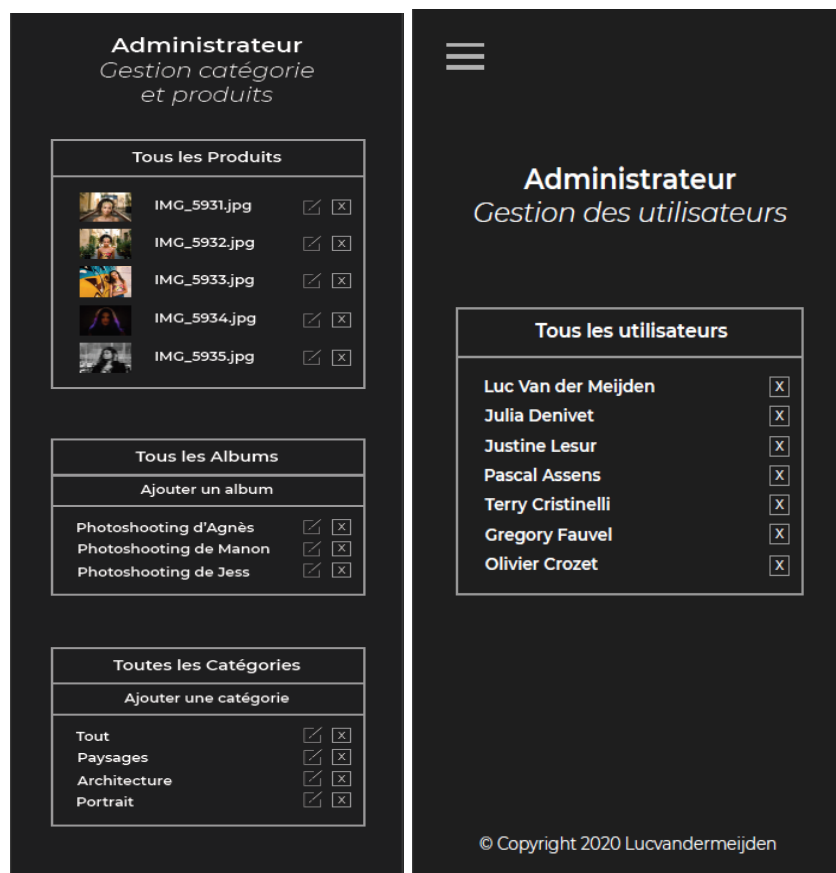 Administrateur
Gestion catégorie
et produits
Tous les Produits
IMG_5931.jpg
X
IMG_5932.jpg
X
IMG_5933.jpg
X
IMG_5934.jpg
X
IMG_5935.jpg
X
Tous les Albums
Ajouter un album
Photoshooting d'Agnès
X
Photoshooting de Manon
X
Photoshooting de Jess
X
Toutes les Catégories
Ajouter une catégorie
Tout
X
Paysages
X
Architecture
X
Portrait
X
Administrateur
Gestion des utilisateurs
Tous les utilisateurs
Luc Van der Meijden
X
Julia Denivet
X
Justine Lesur
X
Pascal Assens
X
Terry Cristinelli
X
Gregory Fauvel
X
Olivier Crozet
X
© Copyright 2020 Lucvandermeijden